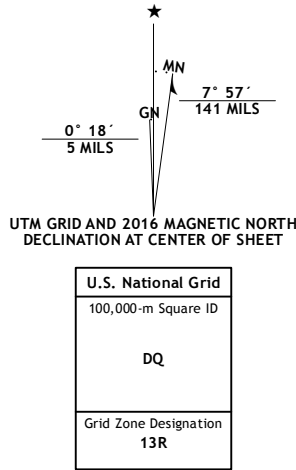 MN
GN
7° 57´
141 MILS
0° 18´
5 MILS
UTM GRID AND 2016 MAGNETIC NORTH
DECLINATION AT CENTER OF SHEET
U.S. National Grid
100,000-m Square ID
DQ
Grid Zone Designation
13R